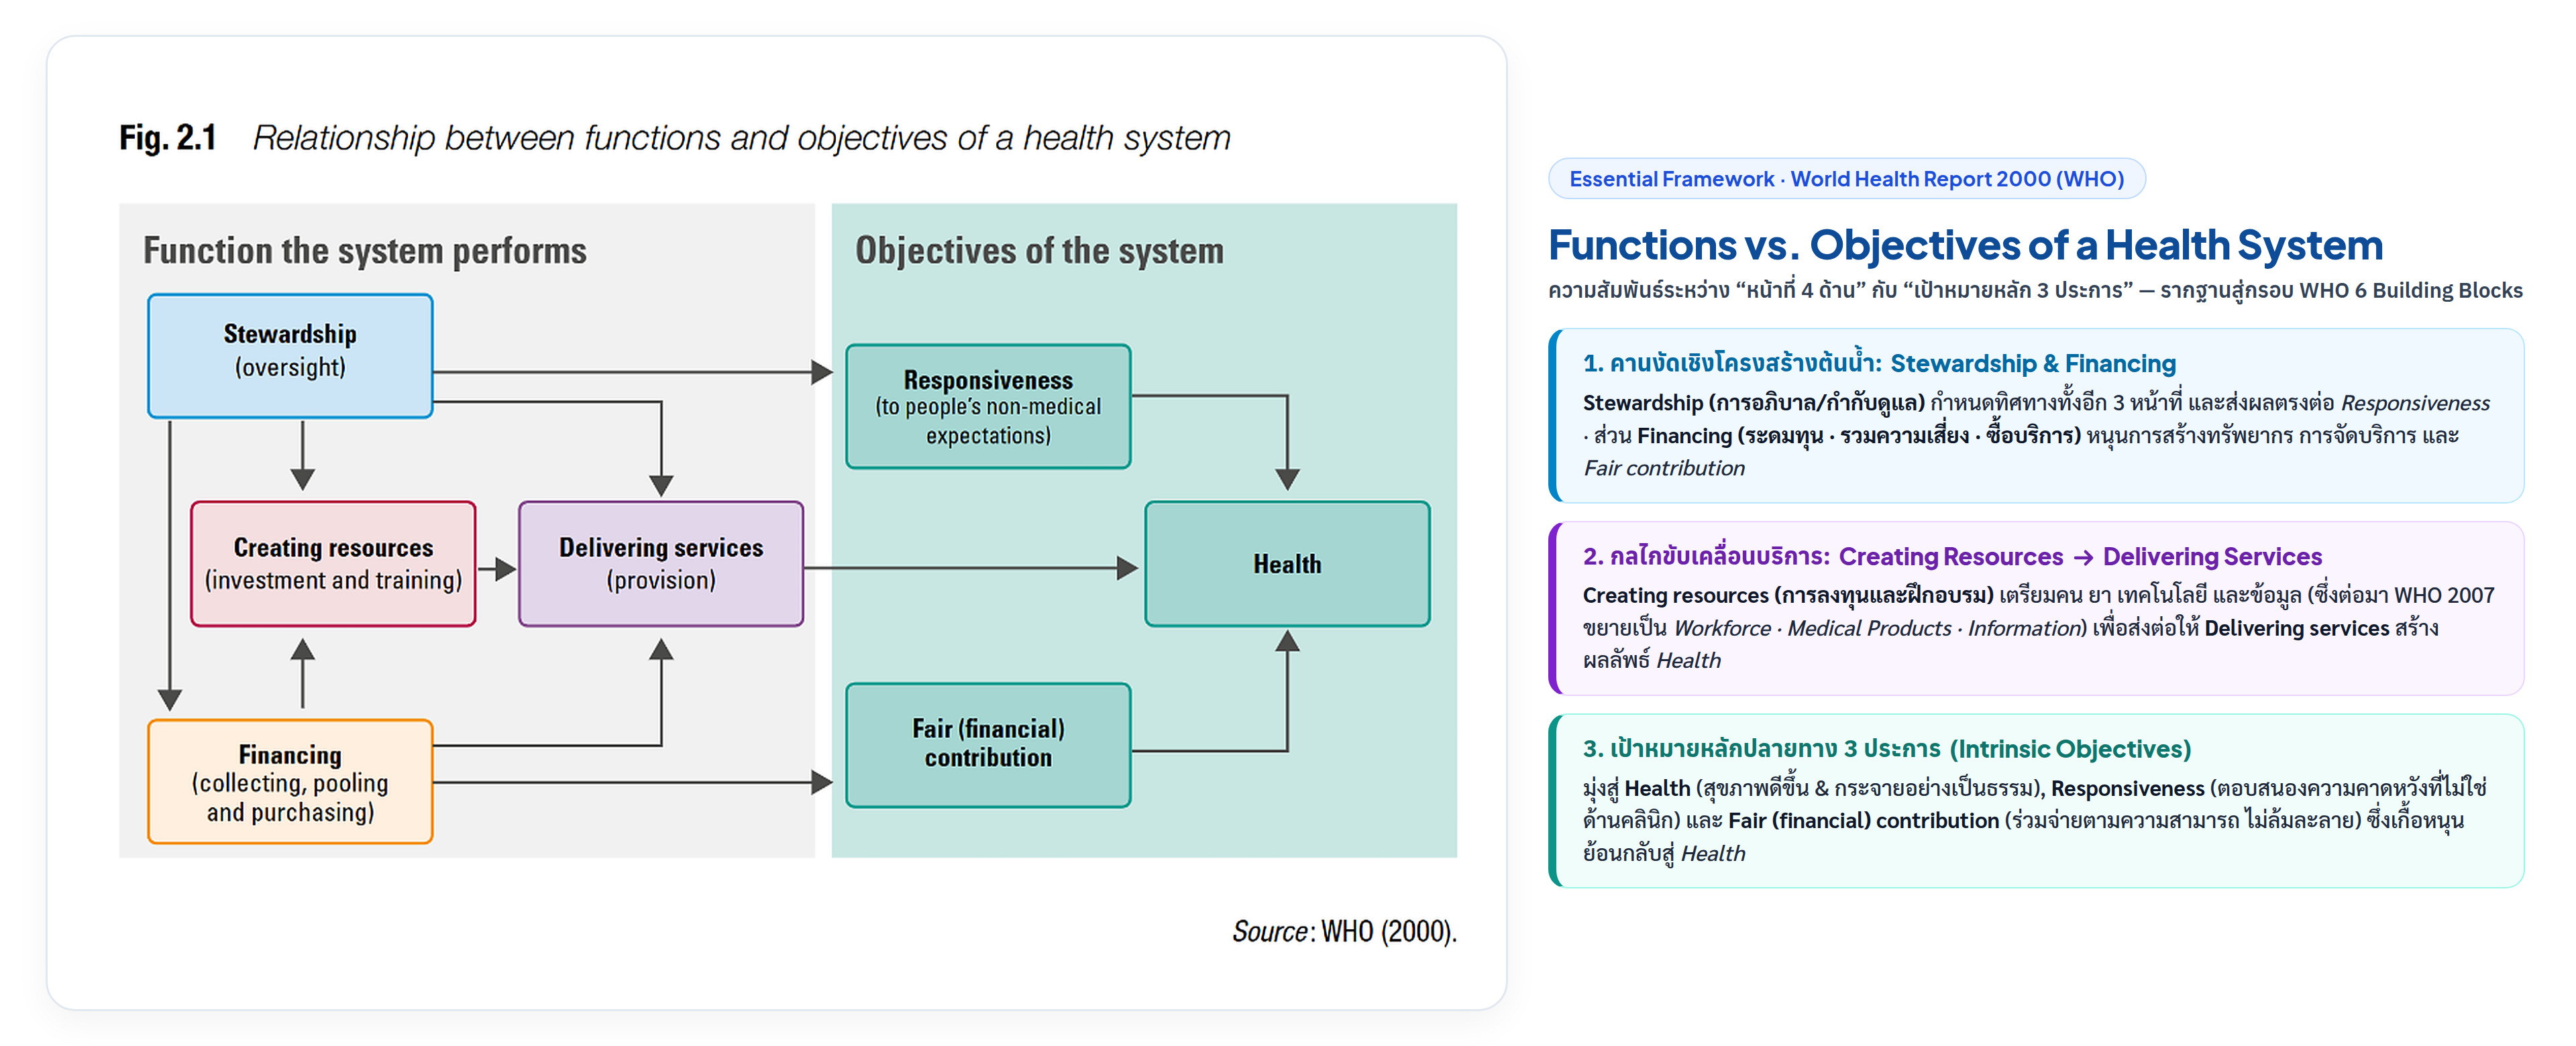 Fig. 2.1 Relationship between functions and objectives of a health system
Function the system performs
Stewardship
(oversight)
Creating resources
(investment and training)
Delivering services
(provision)
Financing
(collecting, pooling
and purchasing)
Objectives of the system
Responsiveness
(to people's non-medical
expectations)
Health
Fair (financial)
contribution
Source: WHO (2000).
Essential Framework · World Health Report 2000 (WHO)
Functions vs. Objectives of a Health System
ความสัมพันธ์ระหว่าง “หน้าที่ 4 ด้าน” กับ “เป้าหมายหลัก 3 ประการ” — รากฐานสู่กรอบ WHO 6 Building Blocks
1. คานงัดเชิงโครงสร้างต้นน้ำ: Stewardship & Financing
Stewardship (การอภิบาล/กำกับดูแล) กำหนดทิศทางทั้งอีก 3 หน้าที่ และส่งผลตรงต่อ Responsiveness
· ส่วน Financing (ระดมทุน · รวมความเสี่ยง · ซื้อบริการ) หนุนการสร้างทรัพยากร การจัดบริการ และ
Fair contribution
2. กลไกขับเคลื่อนบริการ: Creating Resources → Delivering Services
Creating resources (การลงทุนและฝึกอบรม) เตรียมคน ยา เทคโนโลยี และข้อมูล (ซึ่งต่อมา WHO 2007
ขยายเป็น Workforce · Medical Products · Information) เพื่อส่งต่อให้ Delivering services สร้าง
ผลลัพธ์ Health
3. เป้าหมายหลักปลายทาง 3 ประการ (Intrinsic Objectives)
มุ่งสู่ Health (สุขภาพดีขึ้น & กระจายอย่างเป็นธรรม), Responsiveness (ตอบสนองความคาดหวังที่ไม่ใช่
ด้านคลินิก) และ Fair (financial) contribution (ร่วมจ่ายตามความสามารถ ไม่ล้มละลาย) ซึ่งเกื้อหนุน
ย้อนกลับสู่ Health